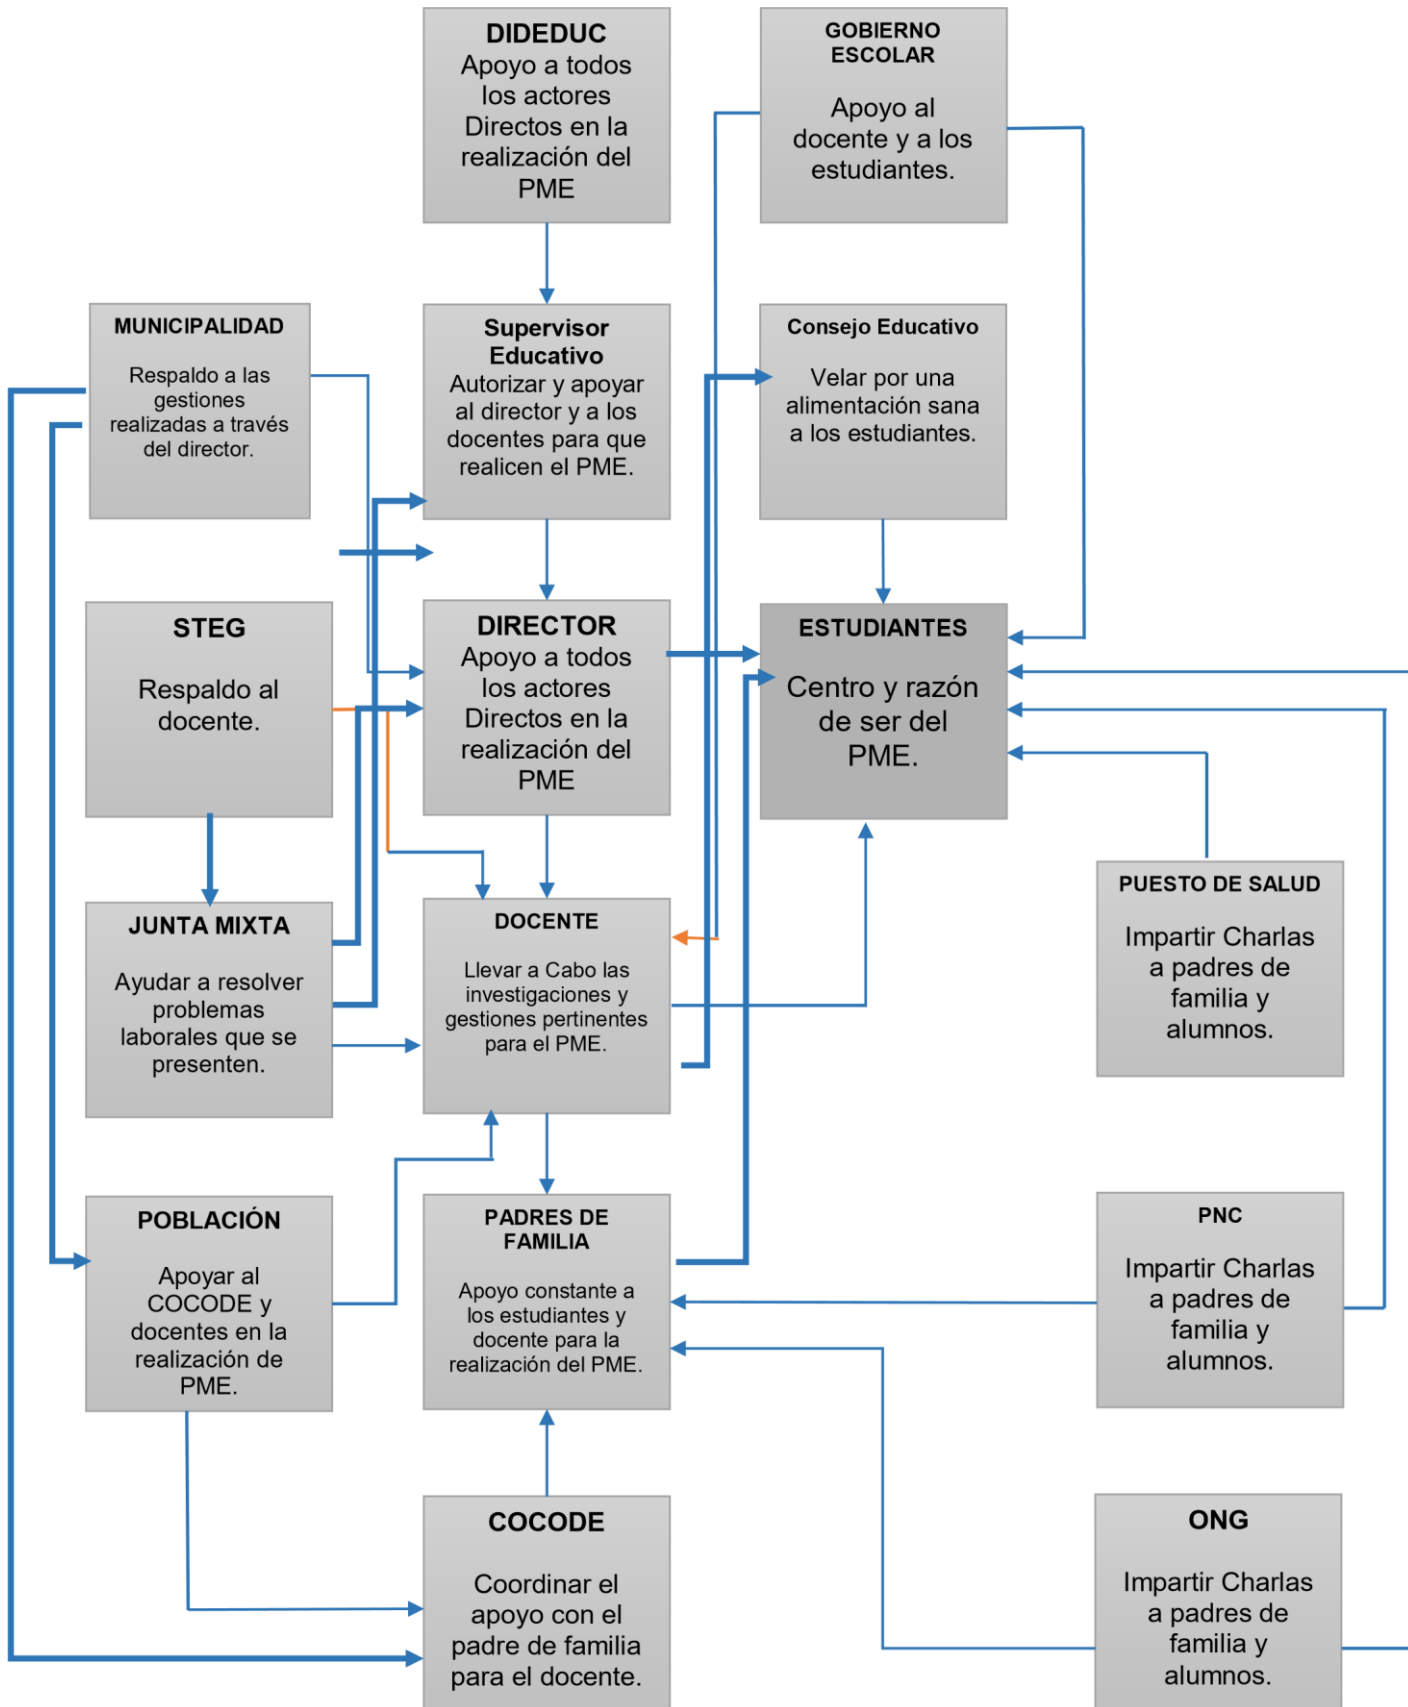 DIDEDUC
Apoyo a todos
los actores
Directos en la
realización del
PME
GOBIERNO
ESCOLAR
Apoyo al
docente y a los
estudiantes.
MUNICIPALIDAD
Respaldo a las
gestiones
realizadas a través
del director.
Supervisor
Educativo
Autorizar y apoyar
al director y a los
docentes para que
realicen el PME.
Consejo Educativo
Velar por una
alimentación sana
a los estudiantes.
STEG
Respaldo al
docente.
DIRECTOR
Apoyo a todos
los actores
Directos en la
realización del
PME
ESTUDIANTES
Centro y razón
de ser del
PME.
JUNTA MIXTA
Ayudar a resolver
problemas
laborales que se
presenten.
DOCENTE
Llevar a Cabo las
investigaciones y
gestiones pertinentes
para el PME.
PUESTO DE SALUD
Impartir Charlas
a padres de
familia y
alumnos.
POBLACIÓN
Apoyar al
COCODE y
docentes en la
realización de
PME.
PADRES DE
FAMILIA
Apoyo constante a
los estudiantes y
docente para la
realización del PME.
PNC
Impartir Charlas
a padres de
familia y
alumnos.
COCODE
Coordinar el
apoyo con el
padre de familia
para el docente.
ONG
Impartir Charlas
a padres de
familia y
alumnos.